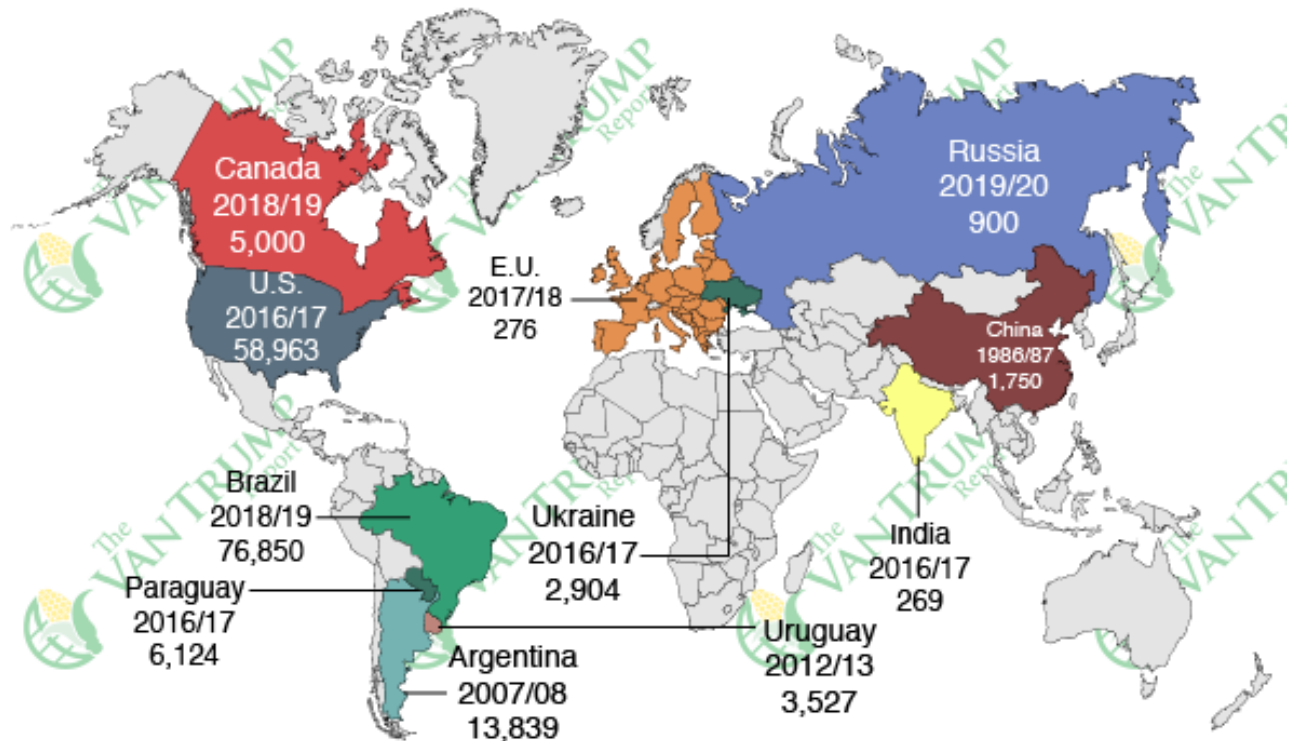 Canada
2018/19
5,000
U.S.
2016/17
58,963
E.U.
2017/18
276
Russia
2019/20
900
China
1986/87
1,750
Brazil
2018/19
76,850
Paraguay
2016/17
6,124
Ukraine
2016/17
2,904
India
2016/17
269
Uruguay
2012/13
3,527
Argentina
2007/08
13,839
The
VAN TRUMP
Report